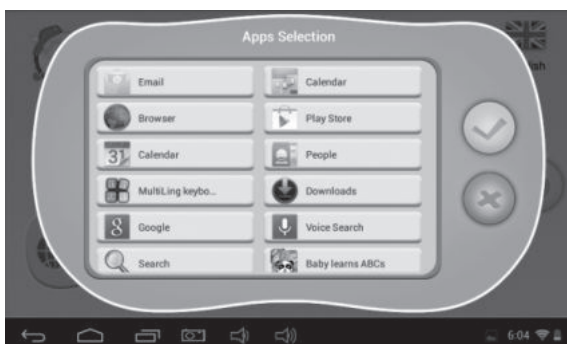 Apps Selection
Email
Calendar
Browser
Play Store
31
Calendar
People
MultiLing keybo...
Downloads
8
Google
Voice Search
Search
Baby learns ABCs
6:04